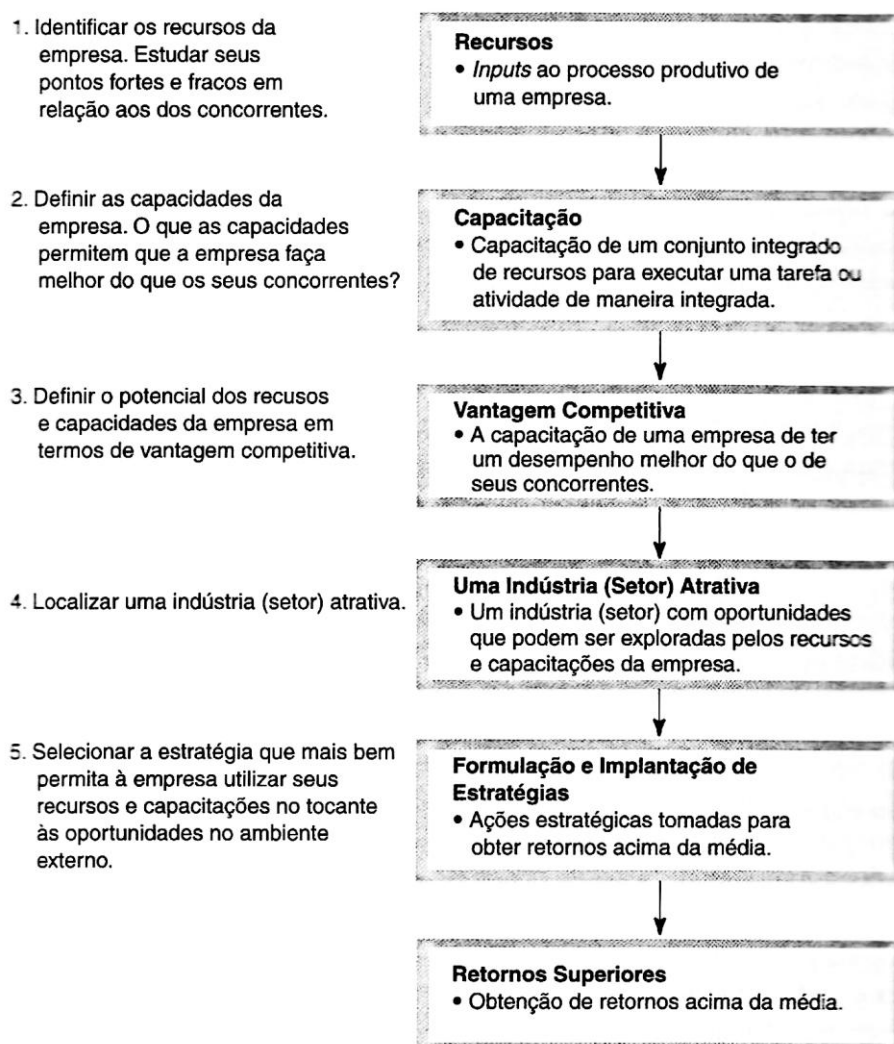 1. Identificar os recursos da
empresa. Estudar seus
pontos fortes e fracos em
relação aos dos concorrentes.
Recursos
• Inputs ao processo produtivo de
uma empresa.
2. Definir as capacidades da
empresa. O que as capacidades
permitem que a empresa faça
melhor do que os seus concorrentes?
Capacitação
• Capacitação de um conjunto integrado
de recursos para executar uma tarefa ou
atividade de maneira integrada.
3. Definir o potencial dos recusos
e capacidades da empresa em
termos de vantagem competitiva.
Vantagem Competitiva
• A capacitação de uma empresa de ter
um desempenho melhor do que o de
seus concorrentes.
4. Localizar uma indústria (setor) atrativa.
Uma Indústria (Setor) Atrativa
• Um indústria (setor) com oportunidades
que podem ser exploradas pelos recursos
e capacitações da empresa.
5. Selecionar a estratégia que mais bem
permita à empresa utilizar seus
recursos e capacitações no tocante
às oportunidades no ambiente
externo.
Formulação e Implantação de
Estratégias
• Ações estratégicas tomadas para
obter retornos acima da média.
Retornos Superiores
• Obtenção de retornos acima da média.